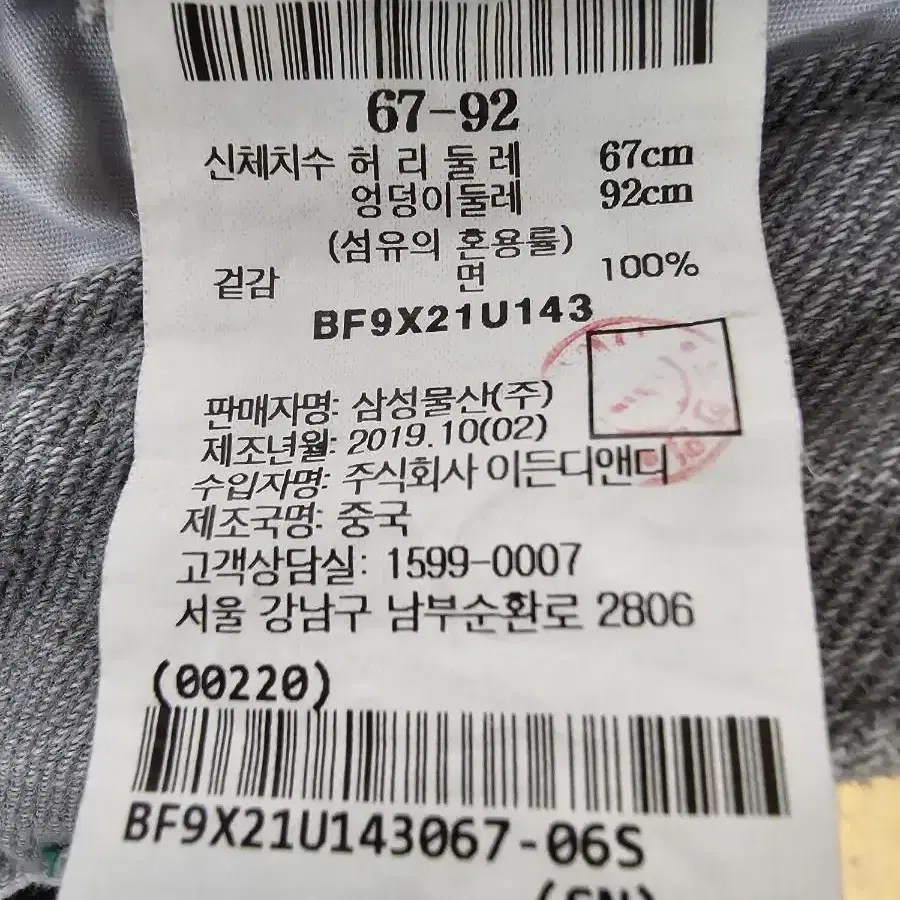 67-92
신체치수 허 리 둘 레 67cm
엉덩이둘레 92cm
(섬유의 혼용률)
겉감 면 100%
BF9X21U143
판매자명: 삼성물산(주)
제조년월: 2019.10(02)
수입자명: 주식회사 이든디앤디
제조국명: 중국
고객상담실: 1599-0007
서울 강남구 남부순환로 2806
(00220)
BF9X21U143067-06S